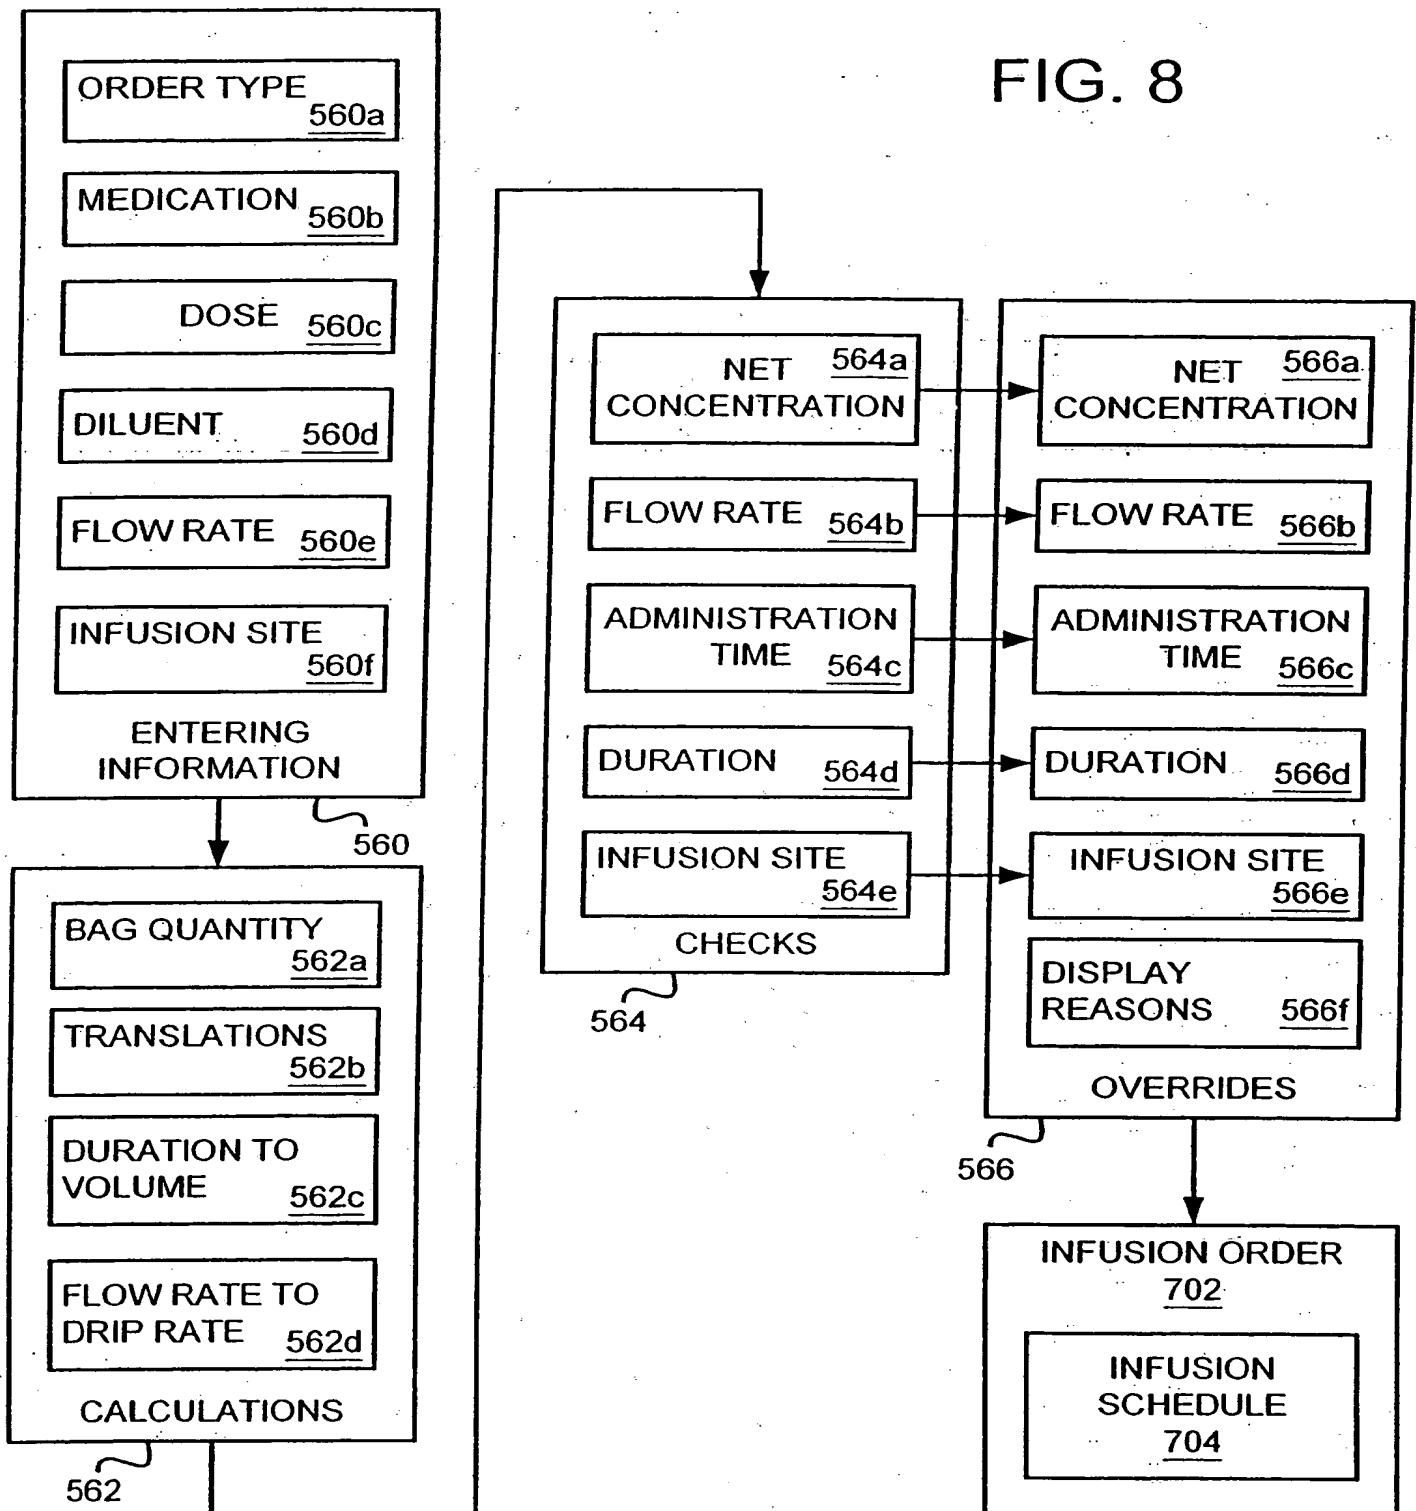 FIG. 8
ORDER TYPE
560a
MEDICATION
560b
DOSE 560c
DILUENT 560d
FLOW RATE 560e
INFUSION SITE
560f
ENTERING
INFORMATION
560
BAG QUANTITY
562a
TRANSLATIONS
562b
DURATION TO
VOLUME 562c
FLOW RATE TO
DRIP RATE 562d
CALCULATIONS
562
NET 564a
CONCENTRATION
FLOW RATE 564b
ADMINISTRATION
TIME 564c
DURATION 564d
INFUSION SITE
564e
CHECKS
564
NET 566a
CONCENTRATION
FLOW RATE 566b
ADMINISTRATION
TIME 566c
DURATION 566d
INFUSION SITE
566e
DISPLAY
REASONS 566f
OVERRIDES
566
INFUSION ORDER
702
INFUSION
SCHEDULE
704